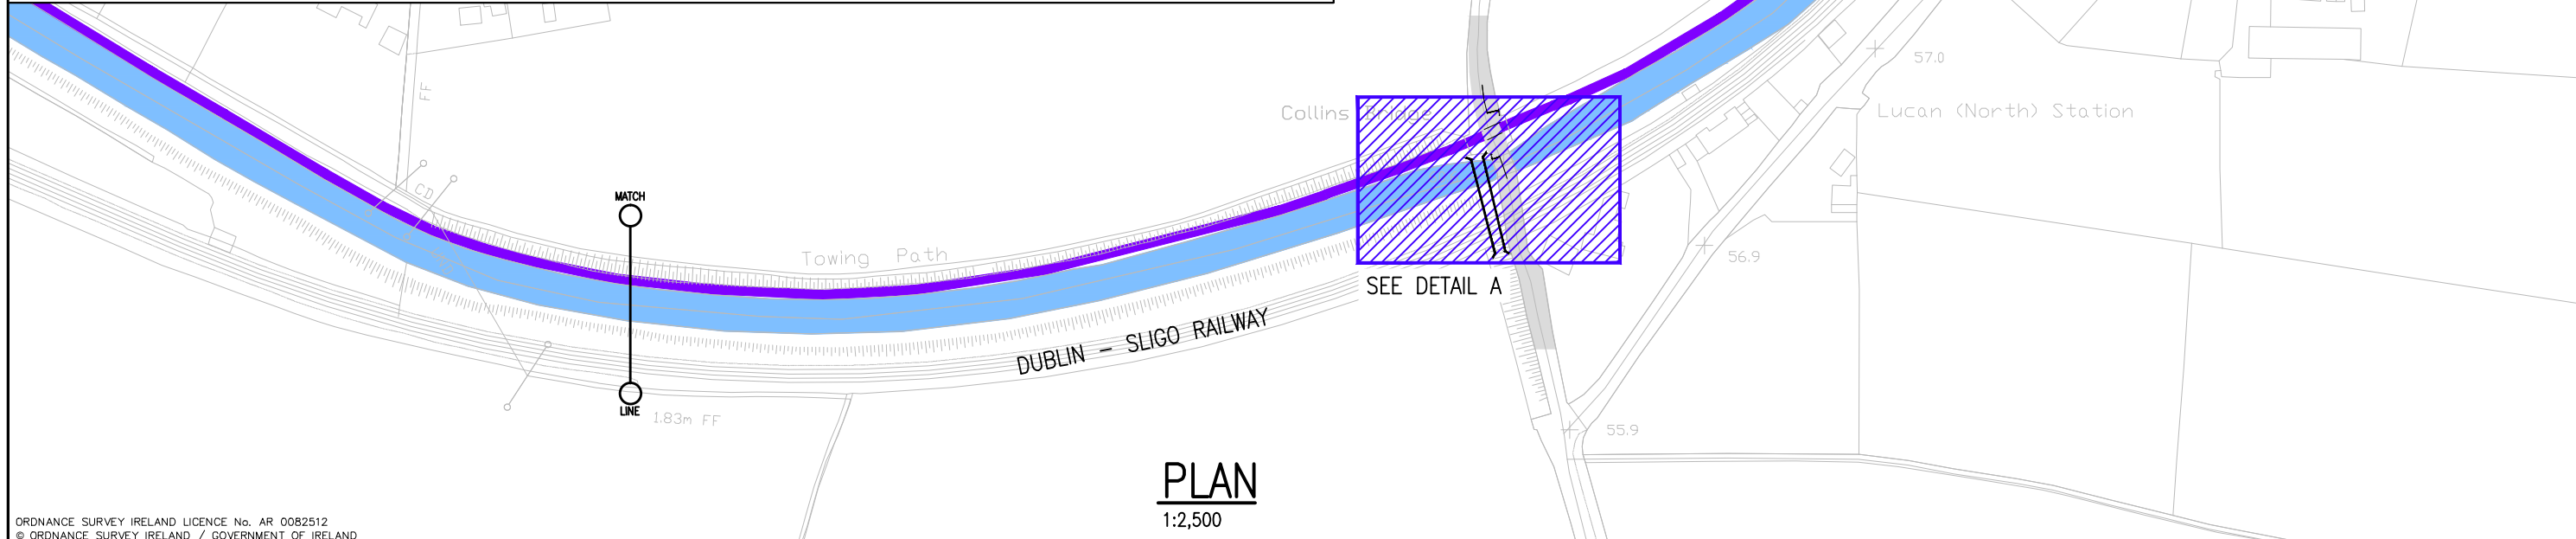 FF
57.0
Collins Bridge
Lucan (North) Station
CD
MATCH
Towing Path
56.9
SEE DETAIL A
DUBLIN - SLIGO RAILWAY
LINE
1.83m FF
55.9
PLAN
1:2,500
ORDNANCE SURVEY IRELAND LICENCE No. AR 0082512
© ORDNANCE SURVEY IRELAND / GOVERNMENT OF IRELAND